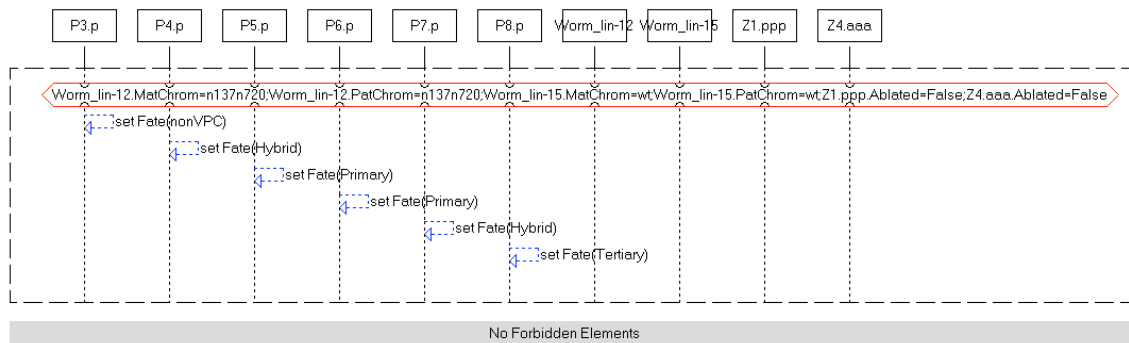 P3.p P4.p P5.p P6.p P7.p P8.p Worm_lin-12 Worm_lin-15 Z1.ppp Z4.aaa
Worm_lin-12.MatChrom=n137n720;Worm_lin-12.PatChrom=n137n720;Worm_lin-15.MatChrom=wt;Worm_lin-15.PatChrom=wt;Z1.ppp.Ablated=False;Z4.aaa.Ablated=False
set Fate(nonVPC)
set Fate(Hybrid)
set Fate(Primary)
set Fate(Primary)
set Fate(Hybrid)
set Fate(Tertiary)
No Forbidden Elements